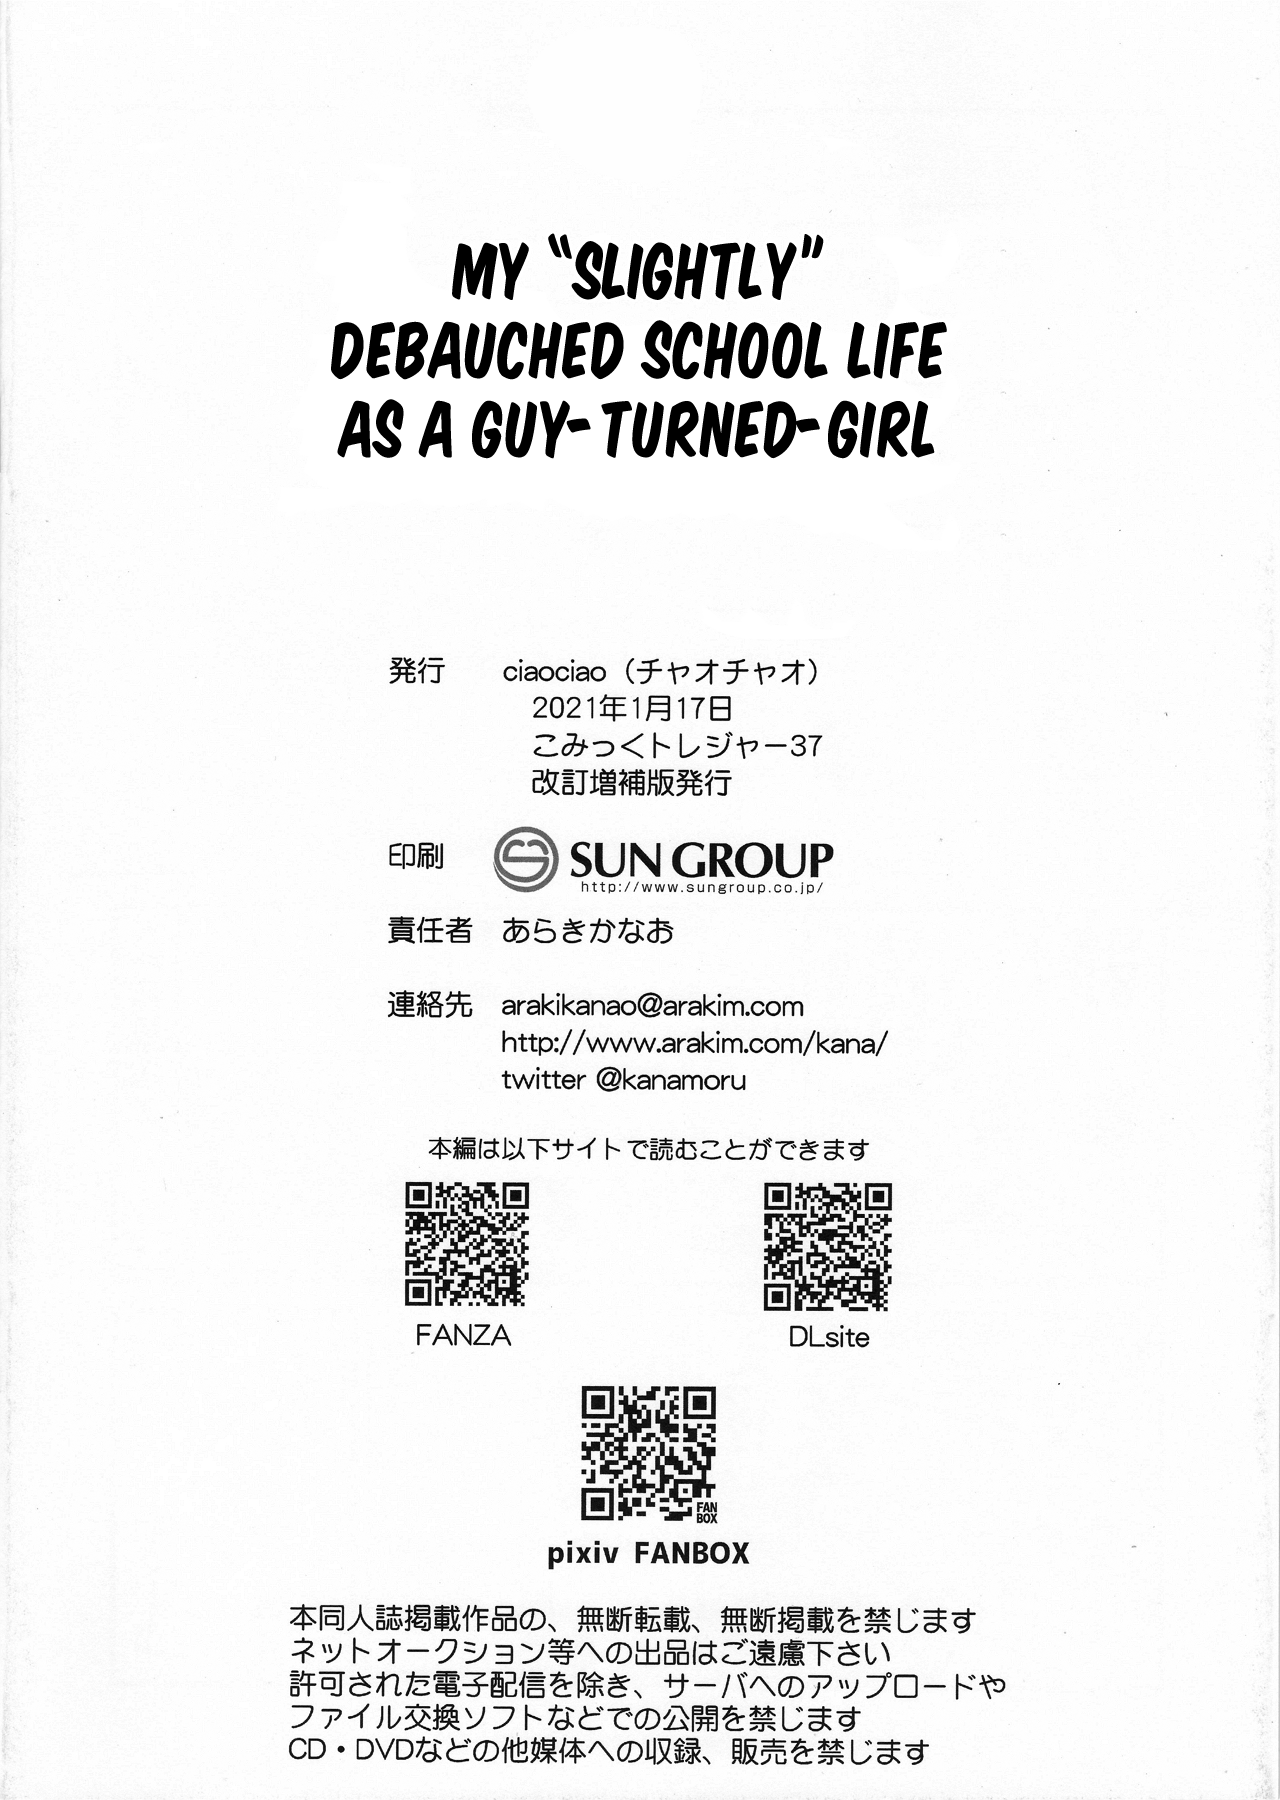 MY “SLIGHTLY”
DEBAUCHED SCHOOL LIFE
AS A GUY-TURNED-GIRL
発行 ciaociao（チャオチャオ）
2021年1月17日
こみっくトレジャー37
改訂増補版発行
印刷 SUN GROUP
http://www.sungroup.co.jp/
責任者 あらきかなお
連絡先 arakikanao@arakim.com
http://www.arakim.com/kana/
twitter @kanamoru
本編は以下サイトで読むことができます
FANZA DLsite
FAN
BOX
pixiv FANBOX
本同人誌掲載作品の、無断転載、無断掲載を禁じます
ネットオークション等への出品はご遠慮下さい
許可された電子配信を除き、サーバへのアップロードや
ファイル交換ソフトなどでの公開を禁じます
CD・DVDなどの他媒体への収録、販売を禁じます